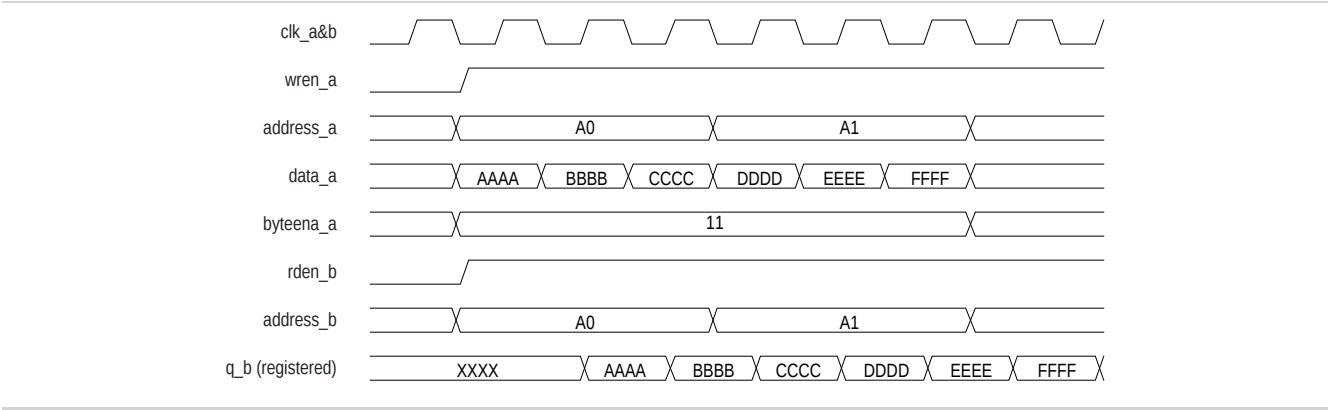 clk_a&b
wren_a
address_a A0 A1
data_a AAAA BBBB CCCC DDDD EEEE FFFF
byteena_a 11
rden_b
address_b A0 A1
q_b (registered) XXXX AAAA BBBB CCCC DDDD EEEE FFFF